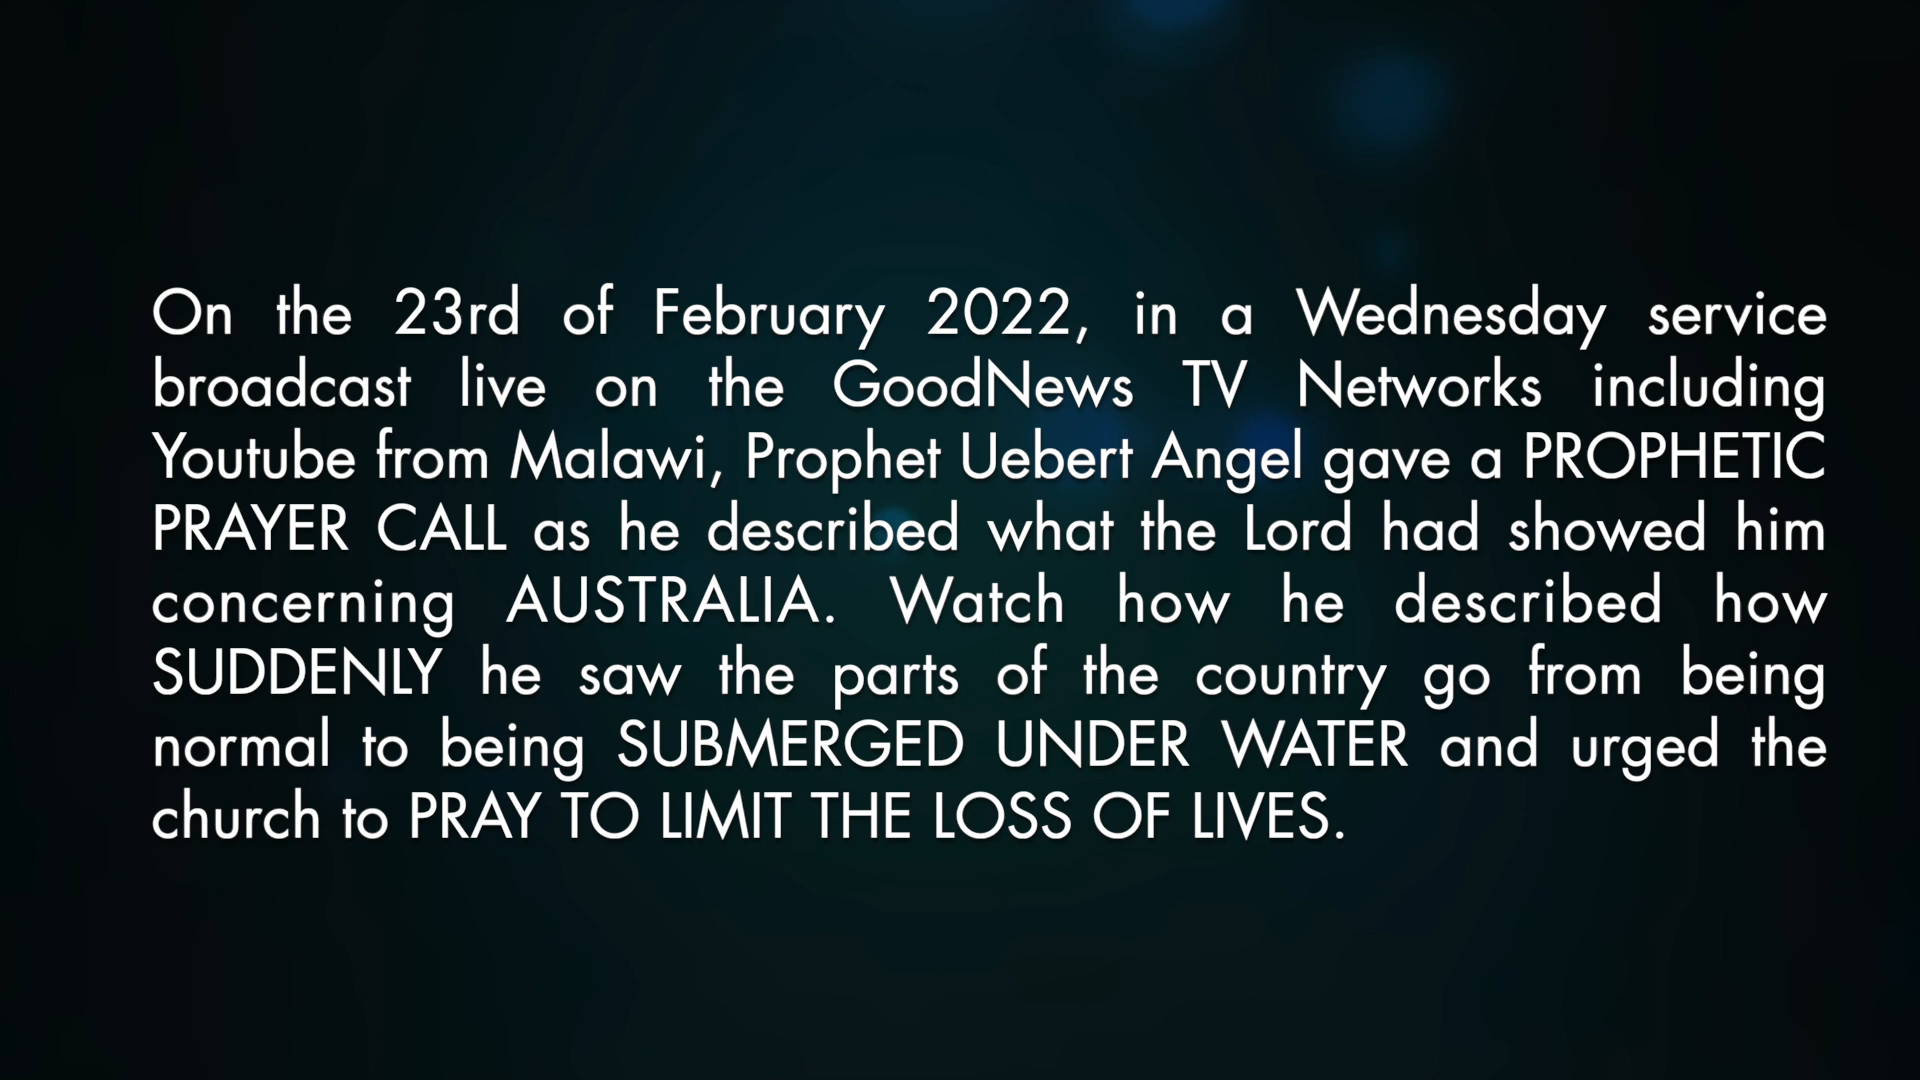 On the 23rd of February 2022, in a Wednesday service
broadcast live on the GoodNews TV Networks including
Youtube from Malawi, Prophet Uebert Angel gave a PROPHETIC
PRAYER CALL as he described what the Lord had showed him
concerning AUSTRALIA. Watch how he described how
SUDDENLY he saw the parts of the country go from being
normal to being SUBMERGED UNDER WATER and urged the
church to PRAY TO LIMIT THE LOSS OF LIVES.